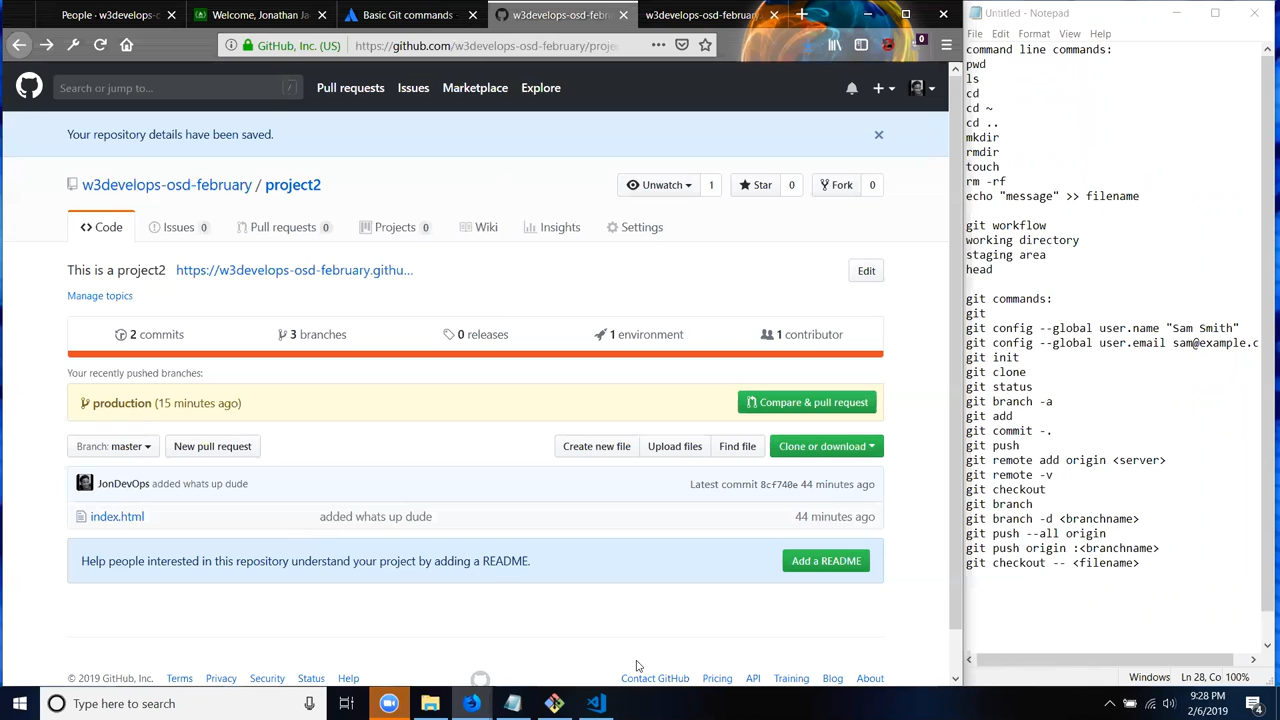 People - w3develops-osd
Welcome, 
Basic Git commands
w3develops-osd-febru
w3develops-osd-february
GitHub, Inc. (US)
https://github.com/w3develops-osd-february/proje
0
Search or jump to...
/
Pull requests
Issues
Marketplace
Explore
Your repository details have been saved.
w3develops-osd-february / project2
Unwatch
1
Star
0
Fork
0
Code
Issues 0
Pull requests 0
Projects 0
Wiki
Insights
Settings
This is a project2 https://w3develops-osd-february.githu...
Edit
Manage topics
2 commits
3 branches
0 releases
1 environment
1 contributor
Your recently pushed branches:
production (15 minutes ago)
Compare & pull request
Branch: master
New pull request
Create new file
Upload files
Find file
Clone or download
JonDevOps added whats up dude
Latest commit 8cf740e 44 minutes ago
index.html
added whats up dude
44 minutes ago
Help people interested in this repository understand your project by adding a README.
Add a README
© 2019 GitHub, Inc.
Terms
Privacy
Security
Status
Help
Contact GitHub
Pricing
API
Training
Blog
About
Untitled - Notepad
File
Edit
Format
View
Help
command line commands:
pwd
ls
cd
cd ~
cd ..
mkdir
rmdir
touch
rm -rf
echo "message" >> filename
git workflow
working directory
staging area
head
git commands:
git
git config --global user.name "Sam Smith"
git config --global user.email sam@example.c
git init
git clone
git status
git branch -a
git add
git commit -.
git push
git remote add origin <server>
git remote -v
git checkout
git branch
git branch -d <branchname>
git push --all origin
git push origin :<branchname>
git checkout -- <filename>
Windows
Ln 28, Col
100%
Type here to search
9:28 PM
2/6/2019
4